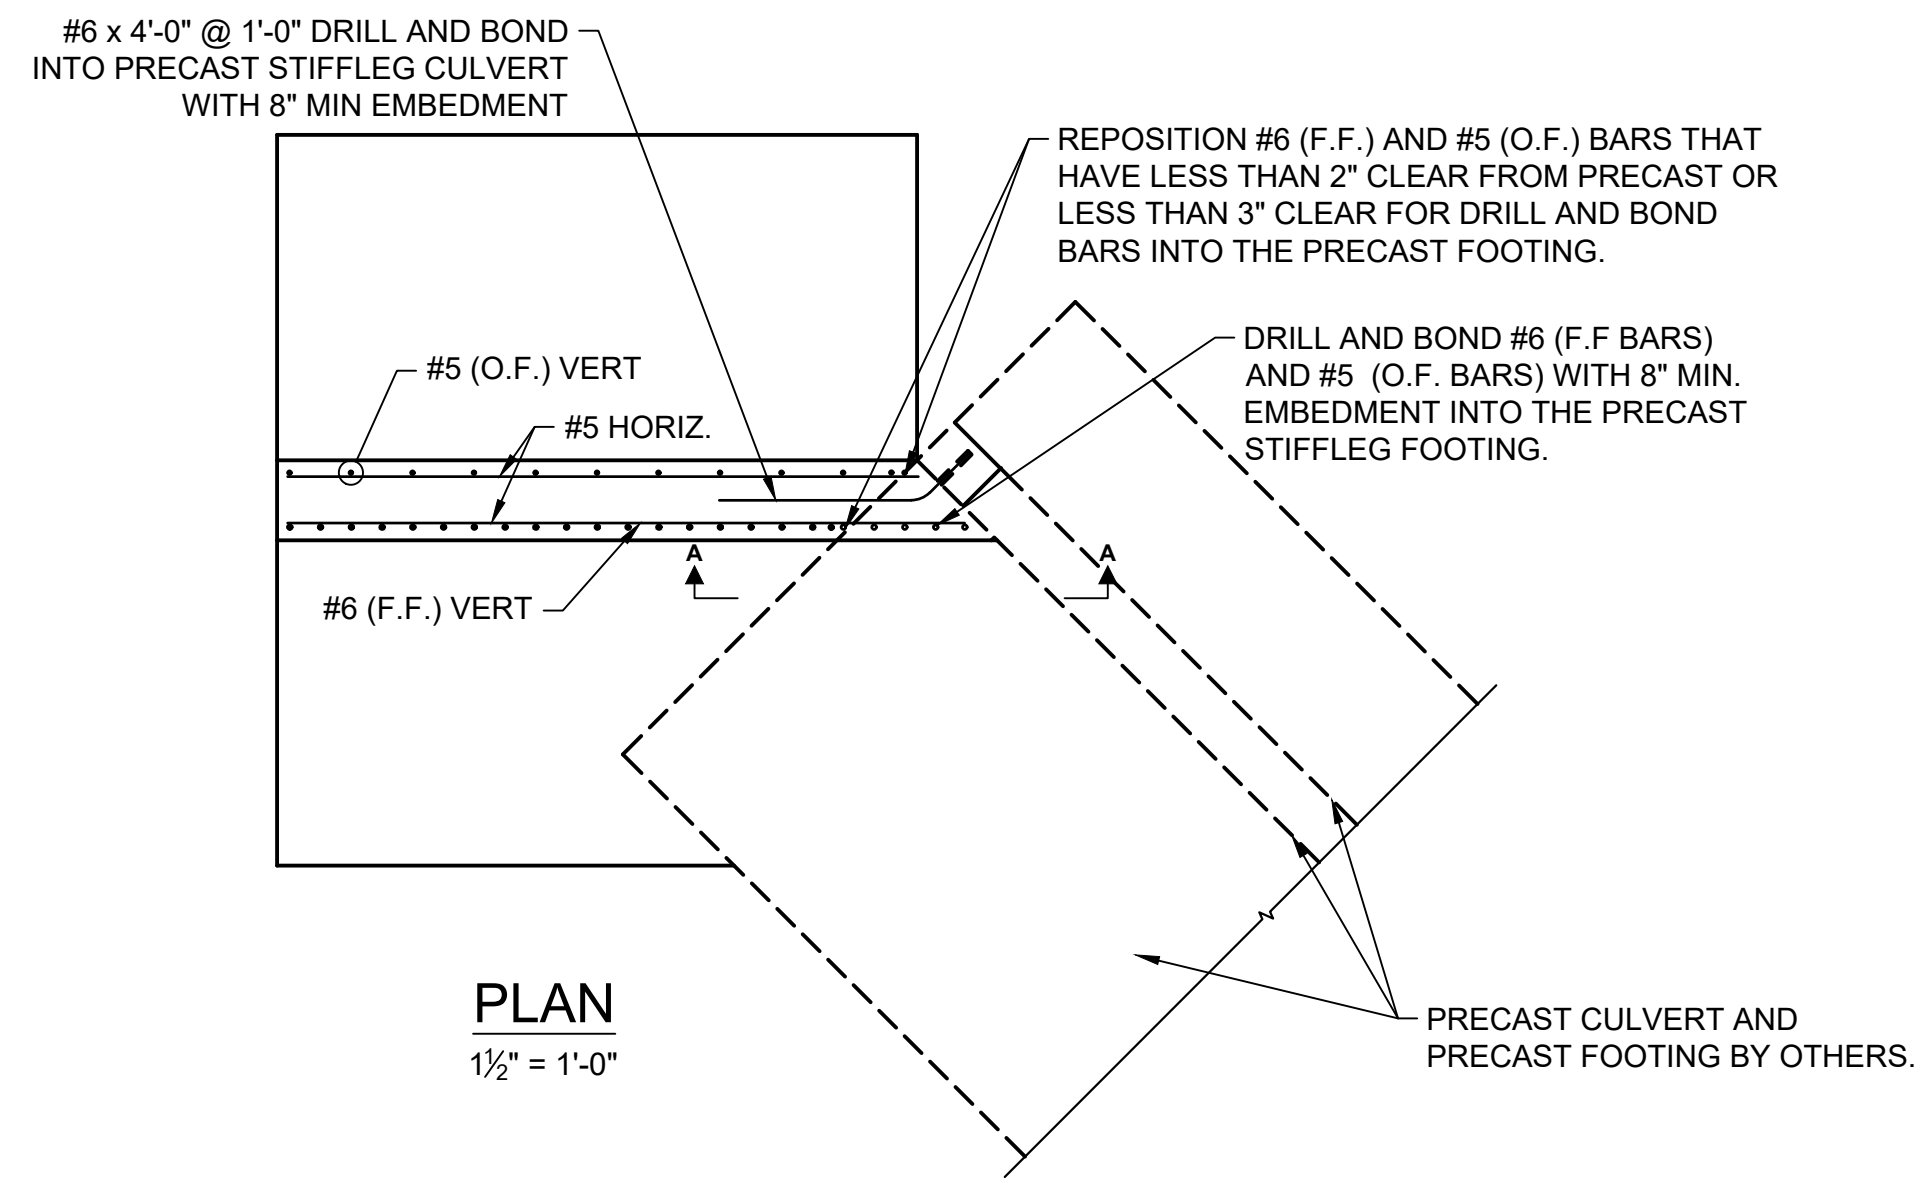 #6 x 4'-0" @ 1'-0" DRILL AND BOND
INTO PRECAST STIFFLEG CULVERT
WITH 8" MIN EMBEDMENT
REPOSITION #6 (F.F.) AND #5 (O.F.) BARS THAT
HAVE LESS THAN 2" CLEAR FROM PRECAST OR
LESS THAN 3" CLEAR FOR DRILL AND BOND
BARS INTO THE PRECAST FOOTING.
DRILL AND BOND #6 (F.F BARS)
AND #5 (O.F. BARS) WITH 8" MIN.
EMBEDMENT INTO THE PRECAST
STIFFLEG FOOTING.
#5 (O.F.) VERT
#5 HORIZ.
A
A
#6 (F.F.) VERT
PLAN
1½" = 1'-0"
PRECAST CULVERT AND
PRECAST FOOTING BY OTHERS.